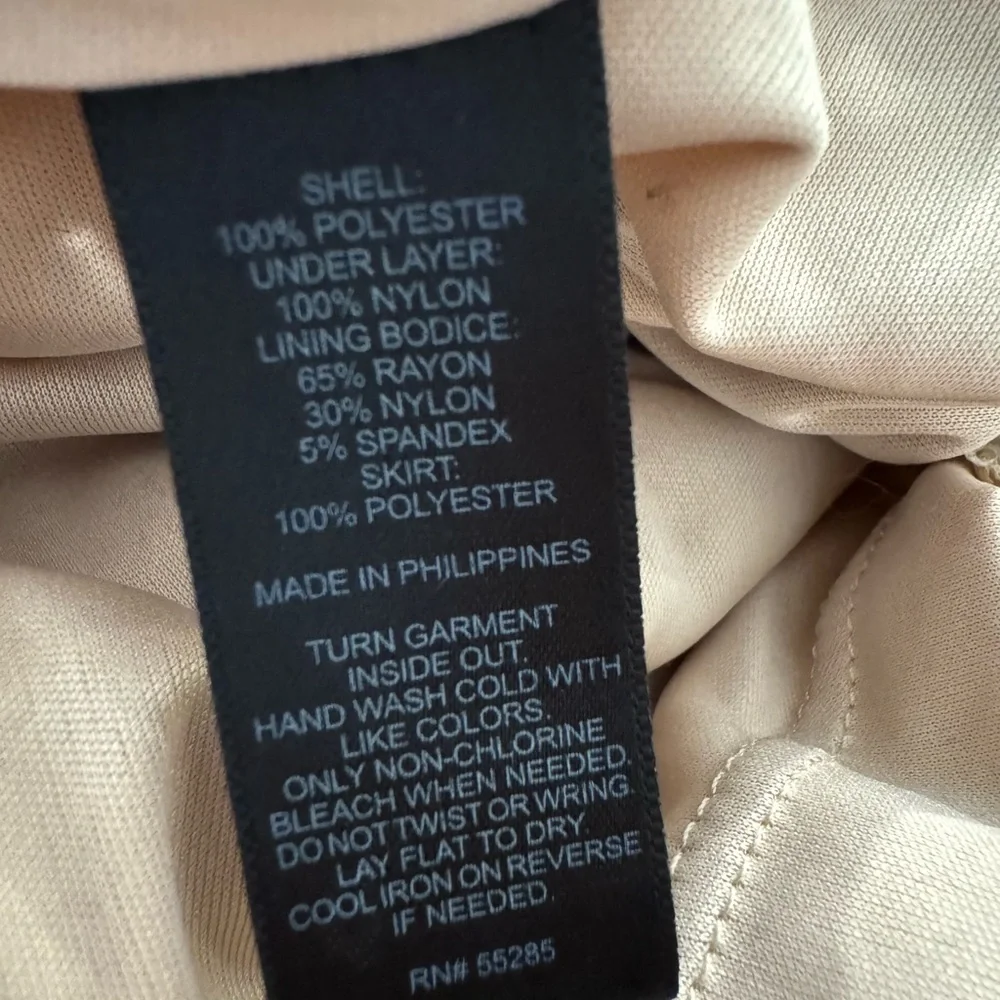 SHELL:
100% POLYESTER
UNDER LAYER:
100% NYLON
LINING BODICE:
65% RAYON
30% NYLON
5% SPANDEX
SKIRT:
100% POLYESTER
MADE IN PHILIPPINES
TURN GARMENT
INSIDE OUT.
HAND WASH COLD WITH
LIKE COLORS.
ONLY NON-CHLORINE
BLEACH WHEN NEEDED.
DO NOT TWIST OR WRING.
LAY FLAT TO DRY.
COOL IRON ON REVERSE
IF NEEDED.
RN# 55285